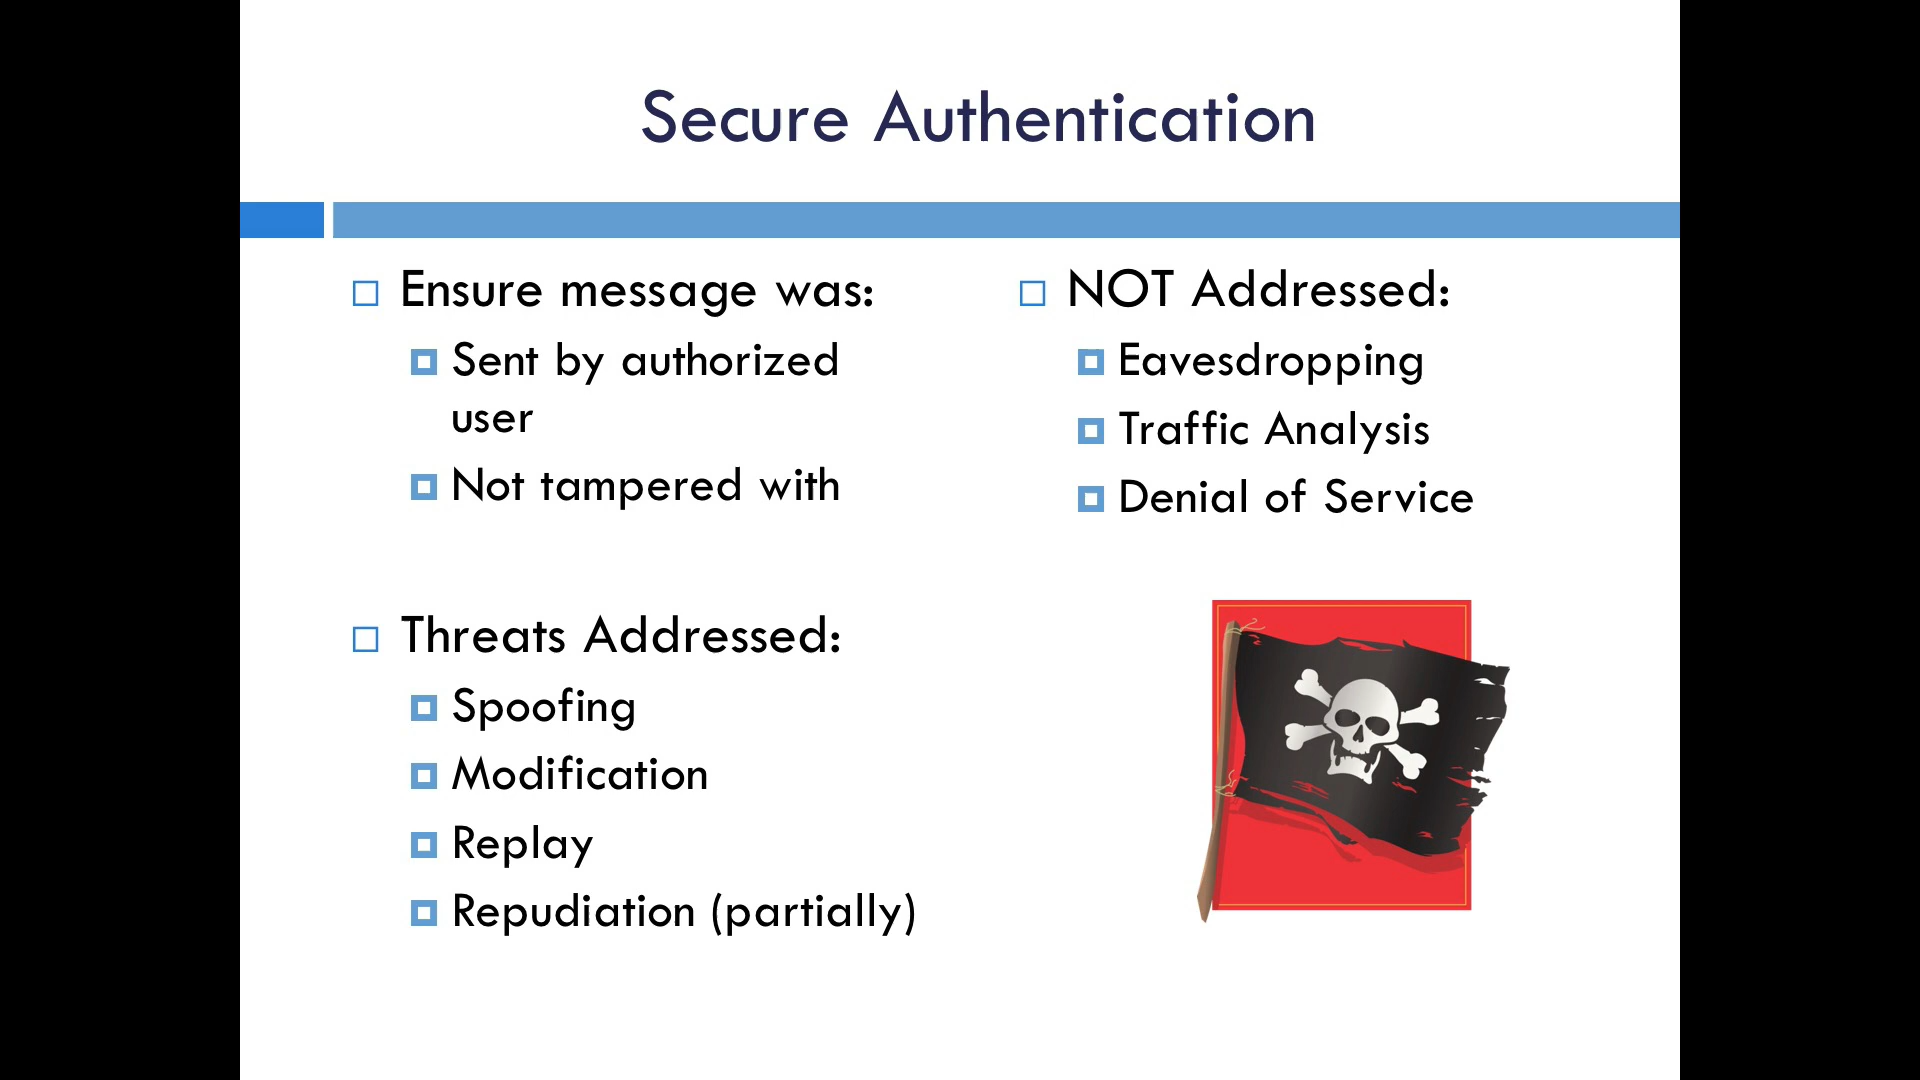 Secure Authentication
Ensure message was:
Sent by authorized
user
Not tampered with
Threats Addressed:
Spoofing
Modification
Replay
Repudiation (partially)
NOT Addressed:
Eavesdropping
Traffic Analysis
Denial of Service